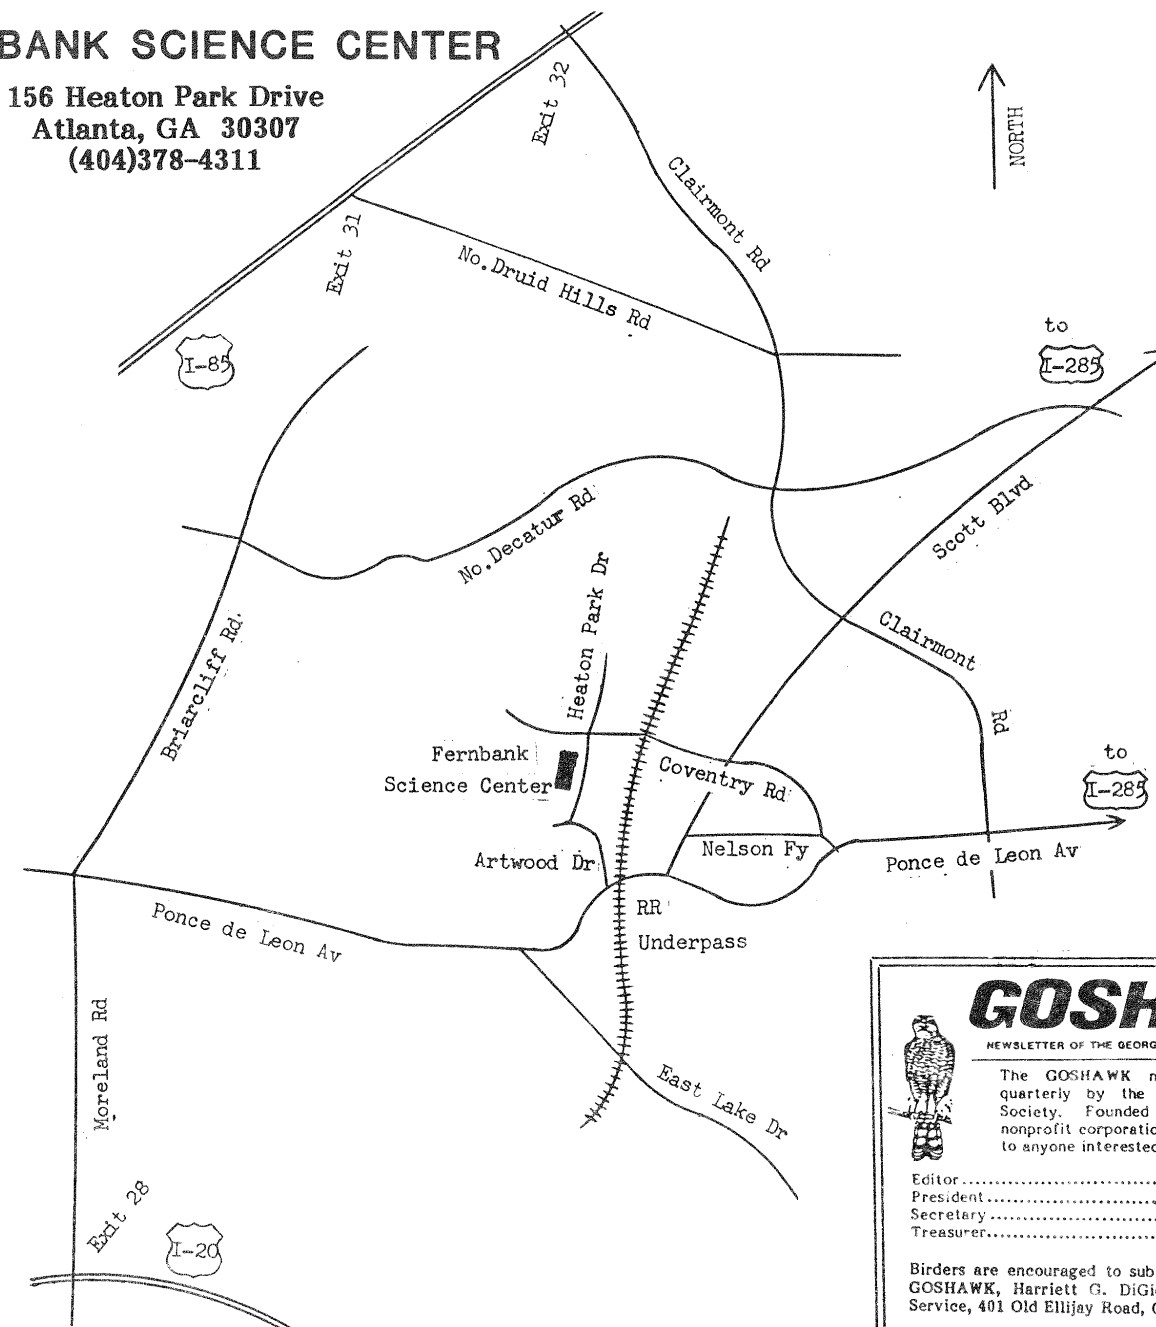 BANK SCIENCE CENTER
156 Heaton Park Drive
Atlanta, GA 30307
(404)378-4311
Exit 32
NORTH
Clairmont Rd
Exit 31
No.Druid Hills Rd
to
I-285
I-85
Scott Blvd
No.Decatur Rd
Heaton Park Dr
Clairmont
Rd
Briarcliff Rd.
Fernbank
Science Center
Coventry Rd
to
I-285
Artwood Dr
Nelson Fy
Ponce de Leon Av
Ponce de Leon Av
RR
Underpass
Moreland Rd
East Lake Dr
Exit 28
I-20
GOSH
NEWSLETTER OF THE GEORG
The GOSHAWK
quarterly by the
Society. Founded
nonprofit corporatio
to anyone interested
Editor
President
Secretary
Treasurer
Birders are encouraged to sub
GOSHAWK, Harriett G. DiGi
Service, 401 Old Ellijay Road,